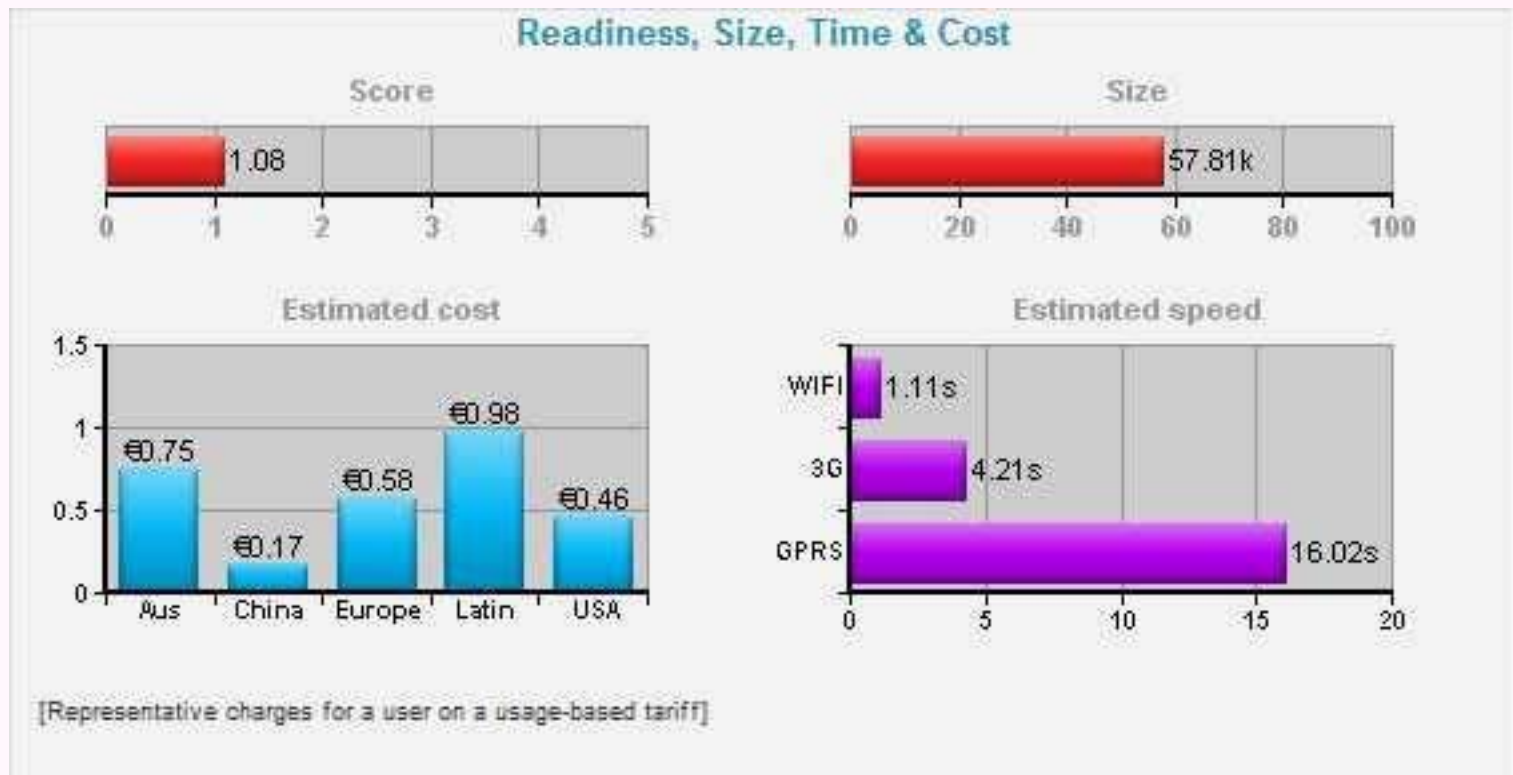 Readiness, Size, Time & Cost
Score
1.08
0 1 2 3 4 5
Size
57.81k
0 20 40 60 80 100
Estimated cost
1.5
1
0.5
0
€0.75
€0.17
€0.58
€0.98
€0.46
Aus China Europe Latin USA
Estimated speed
WIFI 1.11s
3G 4.21s
GPRS 16.02s
0 5 10 15 20
[Representative charges for a user on a usage-based tariff]